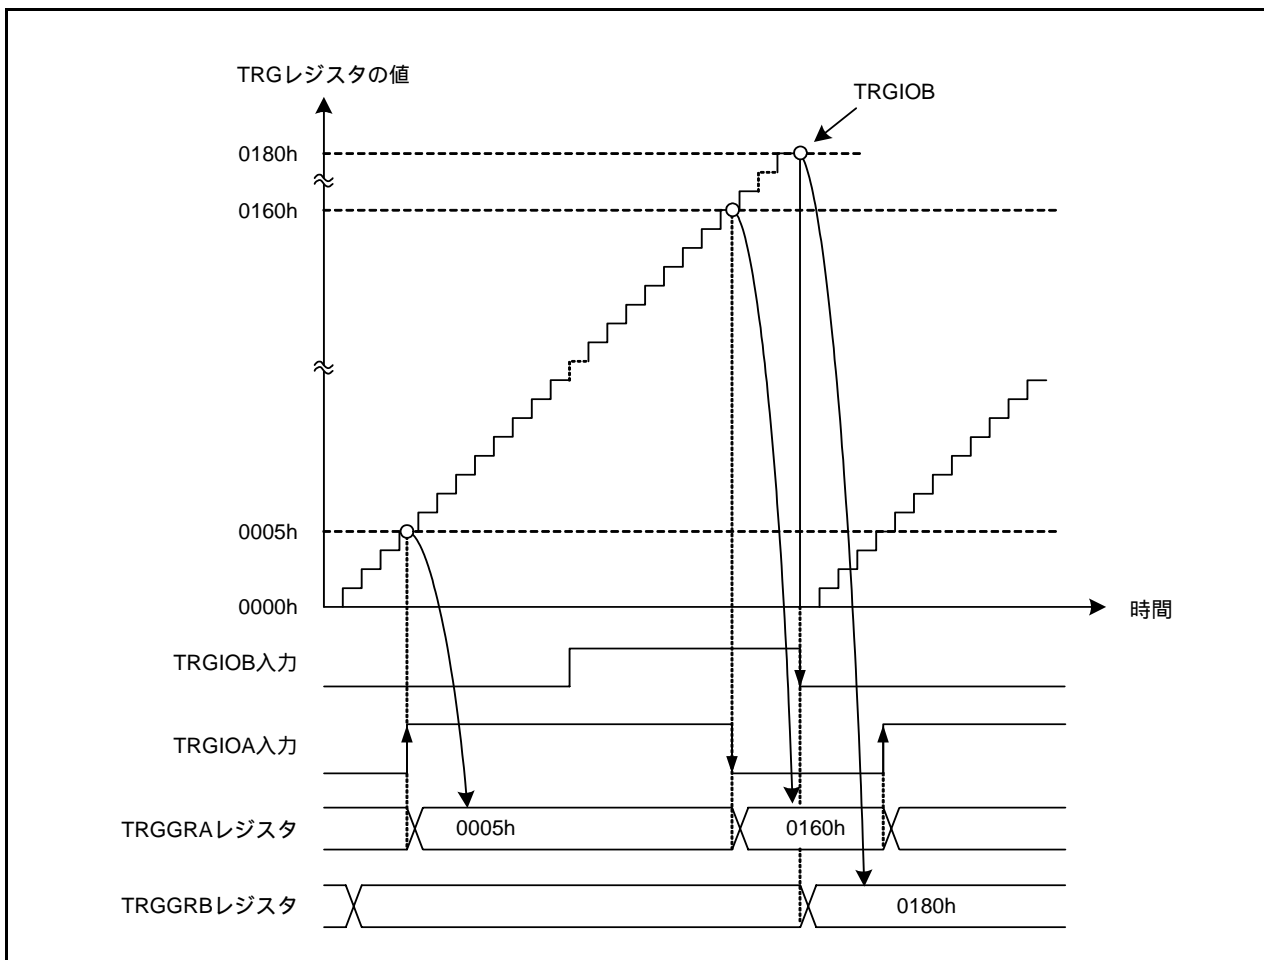 TRGレジスタの値
TRGIOB
0180h
0160h
0005h
0000h
時間
TRGIOB入力
TRGIOA入力
TRGGRAレジスタ
0005h
0160h
TRGGRBレジスタ
0180h